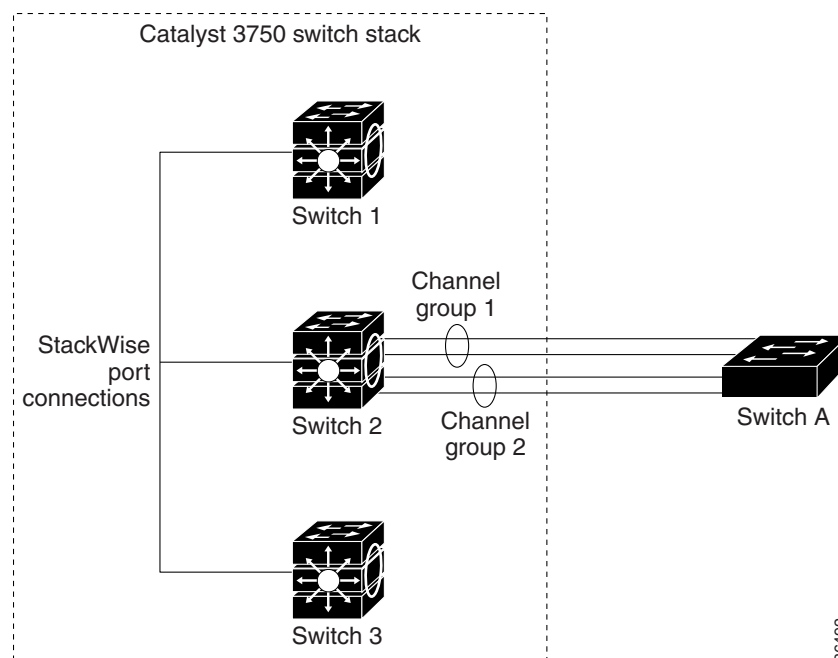 Catalyst 3750 switch stack
Switch 1
Channel
group 1
StackWise
port
connections
Switch 2
Channel
group 2
Switch A
Switch 3